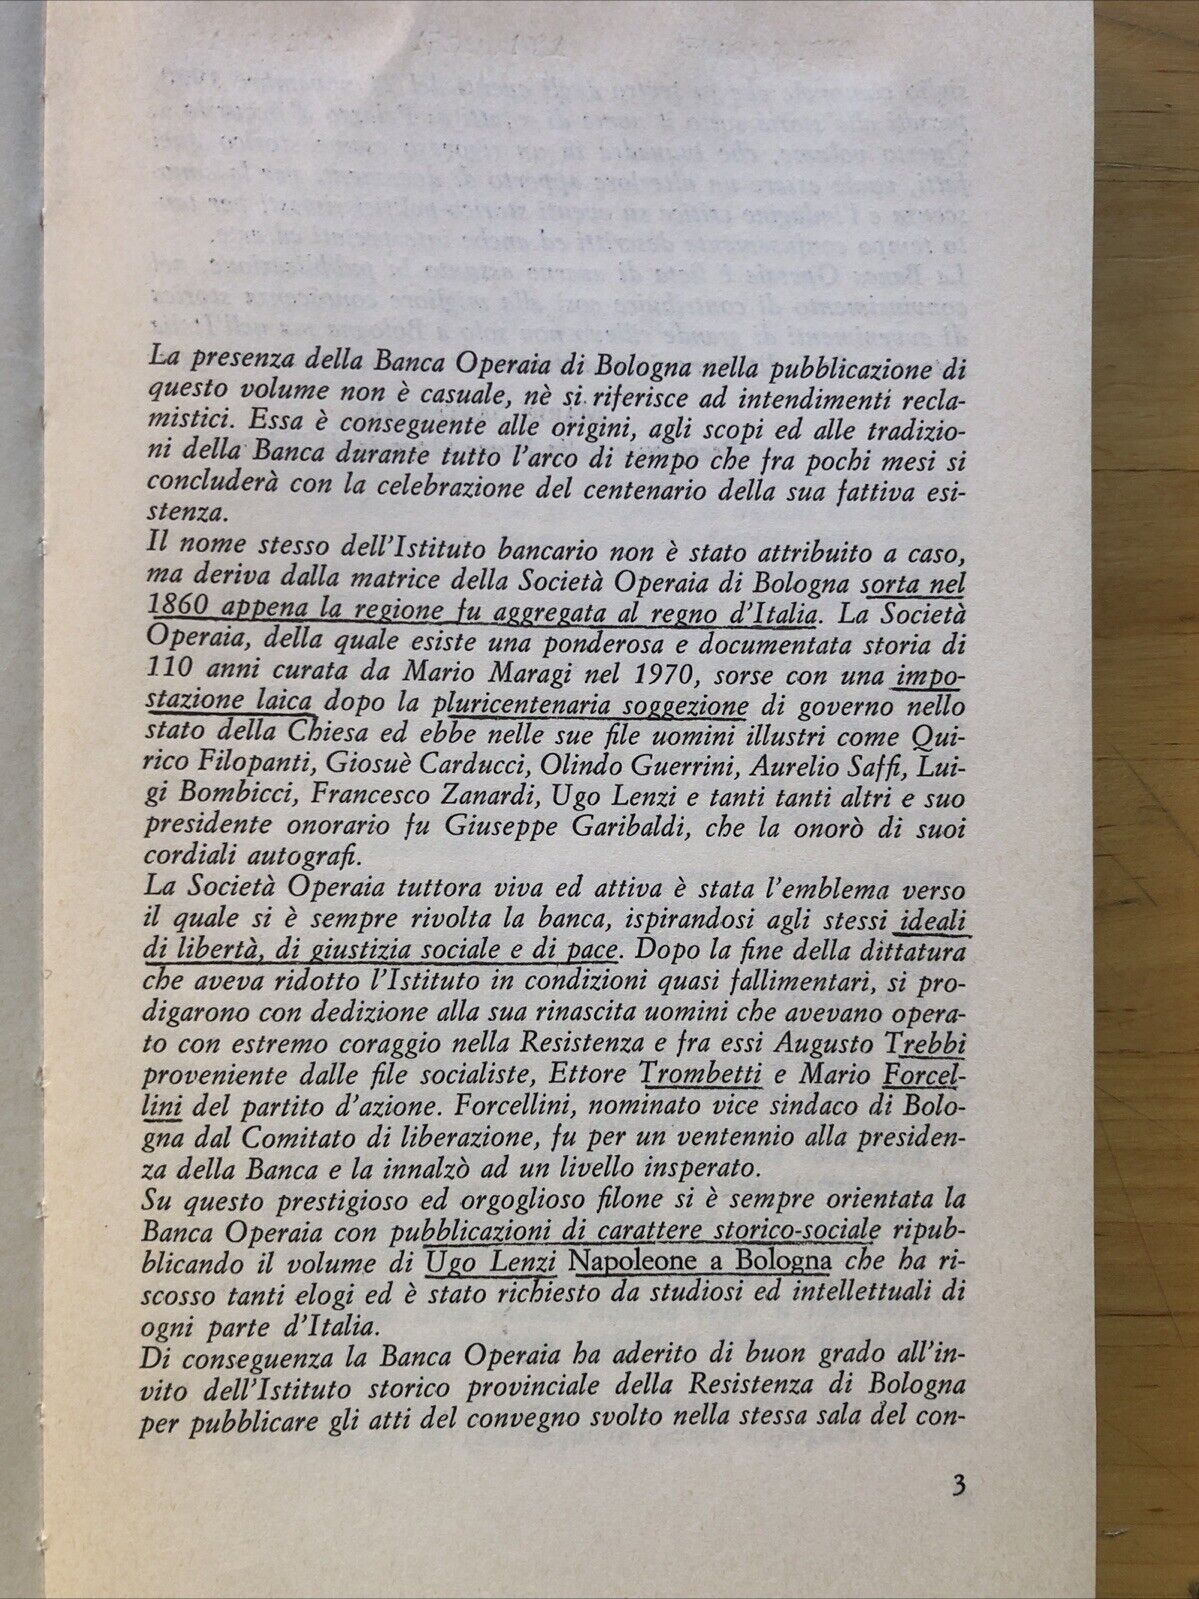 La presenza della Banca Operaia di Bologna nella pubblicazione di
questo volume non è casuale, nè si riferisce ad intendimenti recla-
mistici. Essa è conseguente alle origini, agli scopi ed alle tradizio-
ni della Banca durante tutto l'arco di tempo che fra pochi mesi si
concluderà con la celebrazione del centenario della sua fattiva esi-
stenza.
Il nome stesso dell'Istituto bancario non è stato attribuito a caso,
ma deriva dalla matrice della Società Operaia di Bologna sorta nel
1860 appena la regione fu aggregata al regno d'Italia. La Società
Operaia, della quale esiste una ponderosa e documentata storia di
110 anni curata da Mario Maragi nel 1970, sorse con una impo-
stazione laica dopo la pluricentenaria soggezione di governo nello
stato della Chiesa ed ebbe nelle sue file uomini illustri come Qui-
rico Filopanti, Giosuè Carducci, Olindo Guerrini, Aurelio Saffi, Lui-
gi Bombicci, Francesco Zanardi, Ugo Lenzi e tanti tanti altri e suo
presidente onorario fu Giuseppe Garibaldi, che la onorò di suoi
cordiali autografi.
La Società Operaia tuttora viva ed attiva è stata l'emblema verso
il quale si è sempre rivolta la banca, ispirandosi agli stessi ideali
di libertà, di giustizia sociale e di pace. Dopo la fine della dittatura
che aveva ridotto l'Istituto in condizioni quasi fallimentari, si pro-
digarono con dedizione alla sua rinascita uomini che avevano opera-
to con estremo coraggio nella Resistenza e fra essi Augusto Trebbi
proveniente dalle file socialiste, Ettore Trombetti e Mario Forcel-
lini del partito d'azione. Forcellini, nominato vice sindaco di Bolo-
gna dal Comitato di liberazione, fu per un ventennio alla presiden-
za della Banca e la innalzò ad un livello insperato.
Su questo prestigioso ed orgoglioso filone si è sempre orientata la
Banca Operaia con pubblicazioni di carattere storico-sociale ripub-
blicando il volume di Ugo Lenzi Napoleone a Bologna che ha ri-
scosso tanti elogi ed è stato richiesto da studiosi ed intellettuali di
ogni parte d'Italia.
Di conseguenza la Banca Operaia ha aderito di buon grado all'in-
vito dell'Istituto storico provinciale della Resistenza di Bologna
per pubblicare gli atti del convegno svolto nella stessa sala del con-
3